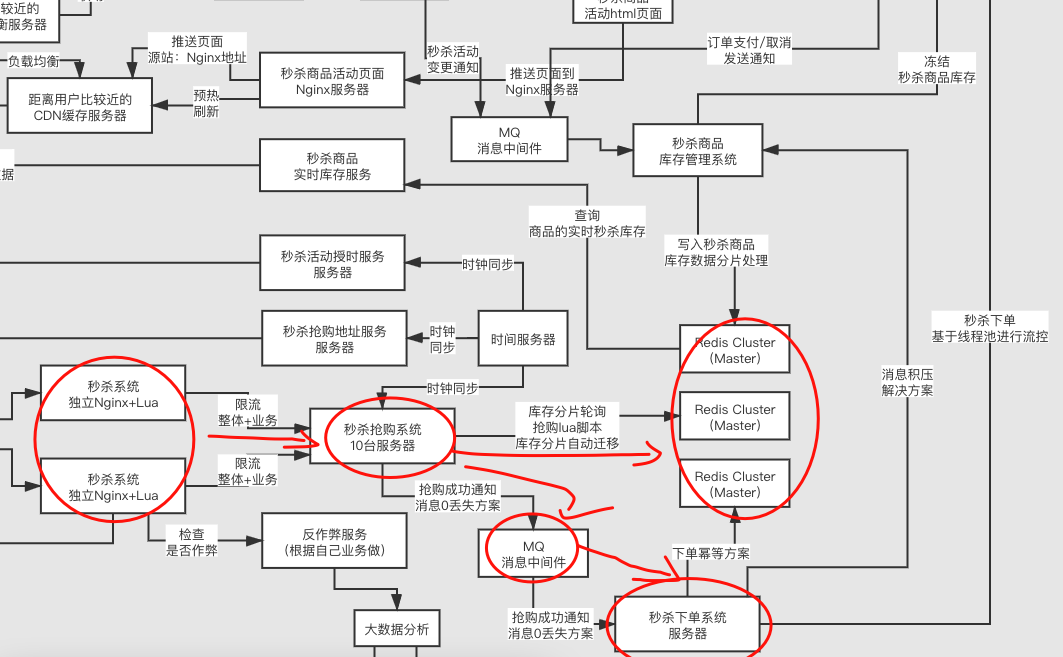 较近的
衡服务器
秒杀商品
活动html页面
负载均衡
推送页面
源站：Nginx地址
秒杀活动
变更通知
订单支付/取消
发送通知
冻结
秒杀商品库存
距离用户比较近的
CDN缓存服务器
预热
刷新
秒杀商品活动页面
Nginx服务器
推送页面到
Nginx服务器
MQ
消息中间件
秒杀商品
库存管理系统
据
秒杀商品
实时库存服务
查询
商品的实时秒杀库存
写入秒杀商品
库存数据分片处理
秒杀活动授时服务
服务器
时钟同步
秒杀抢购地址服务
服务器
时钟
同步
时间服务器
Redis Cluster
(Master)
秒杀下单
基于线程池进行流控
秒杀系统
独立Nginx+Lua
限流
整体+业务
时钟同步
秒杀抢购系统
10台服务器
库存分片轮询
抢购lua脚本
库存分片自动迁移
Redis Cluster
(Master)
消息积压
解决方案
秒杀系统
独立Nginx+Lua
限流
整体+业务
抢购成功通知
消息0丢失方案
Redis Cluster
(Master)
检查
是否作弊
反作弊服务
(根据自己业务做)
MQ
消息中间件
下单幂等方案
大数据分析
抢购成功通知
消息0丢失方案
秒杀下单系统
服务器